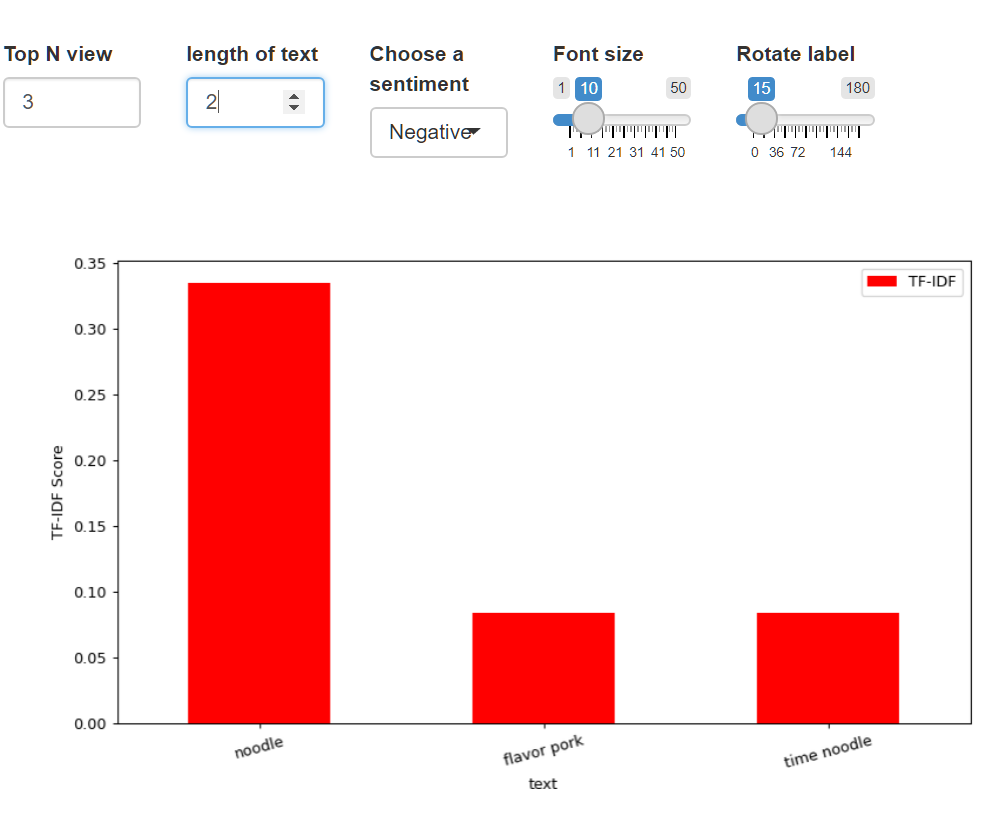 Top N view
length of text
Choose a
sentiment
Font size
Rotate label
3
2
Negative
1 10 50
1 11 21 31 41 50
15 180
0 36 72 144
0.35
0.30
0.25
0.20
0.15
0.10
0.05
0.00
TF-IDF Score
TF-IDF
noodle
flavor pork
time noodle
text